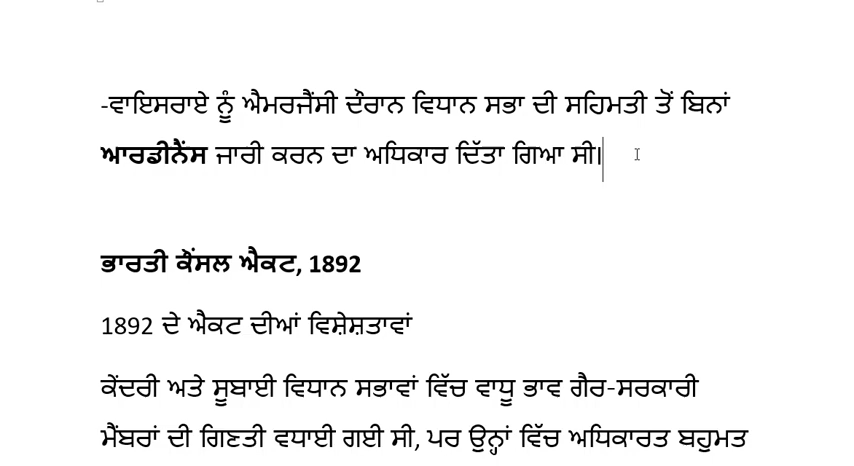 -ਵਾਇਸਰਾਏ ਨੂੰ ਐਮਰਜੈਂਸੀ ਦੌਰਾਨ ਵਿਧਾਨ ਸਭਾ ਦੀ ਸਹਿਮਤੀ ਤੋਂ ਬਿਨਾਂ
ਆਰਡੀਨੈਂਸ ਜਾਰੀ ਕਰਨ ਦਾ ਅਧਿਕਾਰ ਦਿੱਤਾ ਗਿਆ ਸੀ।
ਭਾਰਤੀ ਕੌਂਸਲ ਐਕਟ, 1892
1892 ਦੇ ਐਕਟ ਦੀਆਂ ਵਿਸ਼ੇਸ਼ਤਾਵਾਂ
ਕੇਂਦਰੀ ਅਤੇ ਸੂਬਾਈ ਵਿਧਾਨ ਸਭਾਵਾਂ ਵਿੱਚ ਵਾਧੂ ਭਾਵ ਗੈਰ-ਸਰਕਾਰੀ
ਮੈਂਬਰਾਂ ਦੀ ਗਿਣਤੀ ਵਧਾਈ ਗਈ ਸੀ, ਪਰ ਉਨ੍ਹਾਂ ਵਿੱਚ ਅਧਿਕਾਰਤ ਬਹੁਮਤ